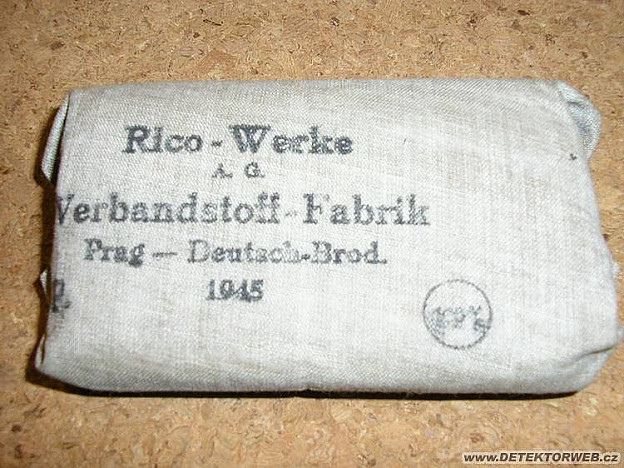 Rico-Werke
A. G.
Verbandstoff-Fabrik
Prag — Deutsch-Brod.
1945
www.DETEKTORWEB.cz